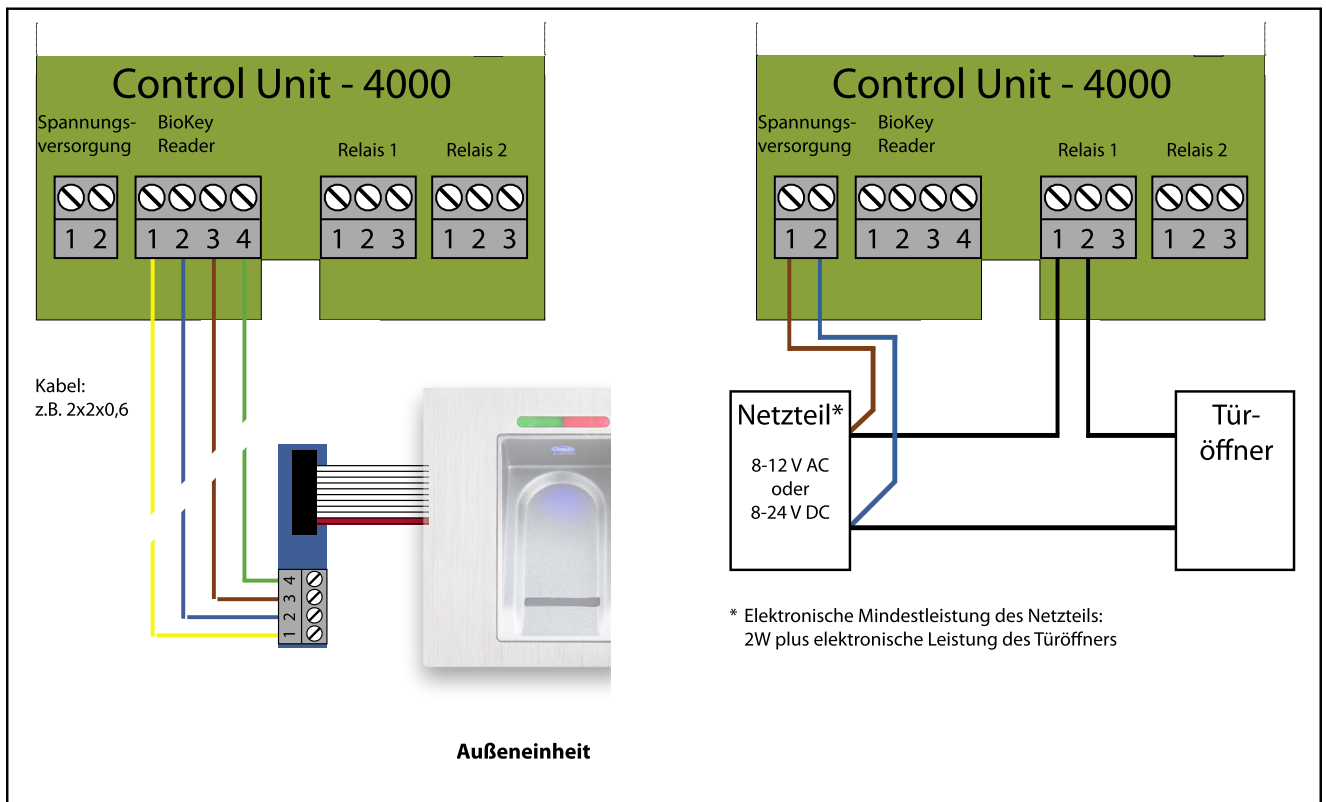 Control Unit - 4000
Spannungs-
versorgung
BioKey
Reader
Relais 1
Relais 2
1 2
1 2 3 4
1 2 3
1 2 3
Kabel:
z.B. 2x2x0,6
4
3
2
1
Außeneinheit
Control Unit - 4000
Spannungs-
versorgung
BioKey
Reader
Relais 1
Relais 2
1 2
1 2 3 4
1 2 3
1 2 3
Netzteil*
8-12 V AC
oder
8-24 V DC
Tür-
öffner
* Elektronische Mindestleistung des Netzteils:
2W plus elektronische Leistung des Türöffners